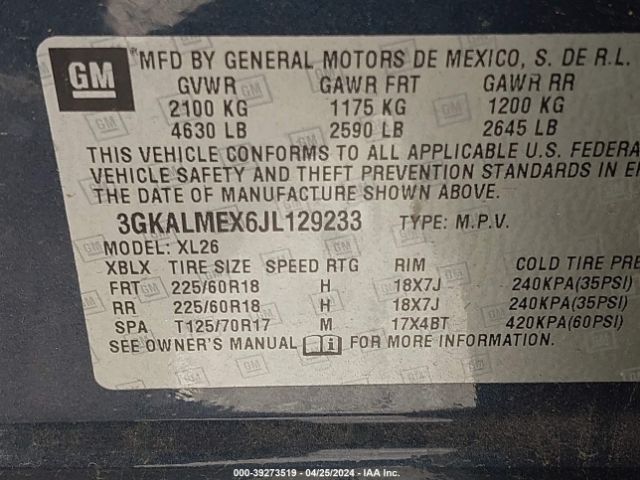 GM
MFD BY GENERAL MOTORS DE MEXICO, S. DE R.L.
GVWR GAWR FRT GAWR RR
2100 KG 1175 KG 1200 KG
4630 LB 2590 LB 2645 LB
THIS VEHICLE CONFORMS TO ALL APPLICABLE U.S. FEDERA
VEHICLE SAFETY AND THEFT PREVENTION STANDARDS IN E
THE DATE OF MANUFACTURE SHOWN ABOVE.
3GKALMEX6JL129233 TYPE: M.P.V.
MODEL: XL26
XBLX TIRE SIZE SPEED RTG RIM COLD TIRE PRE
FRT 225/60R18 H 18X7J 240KPA(35PSI)
RR 225/60R18 H 18X7J 240KPA(35PSI)
SPA T125/70R17 M 17X4BT 420KPA(60PSI)
SEE OWNER'S MANUAL FOR MORE INFORMATION.
000-39273519 - 04/25/2024 - IAA Inc.